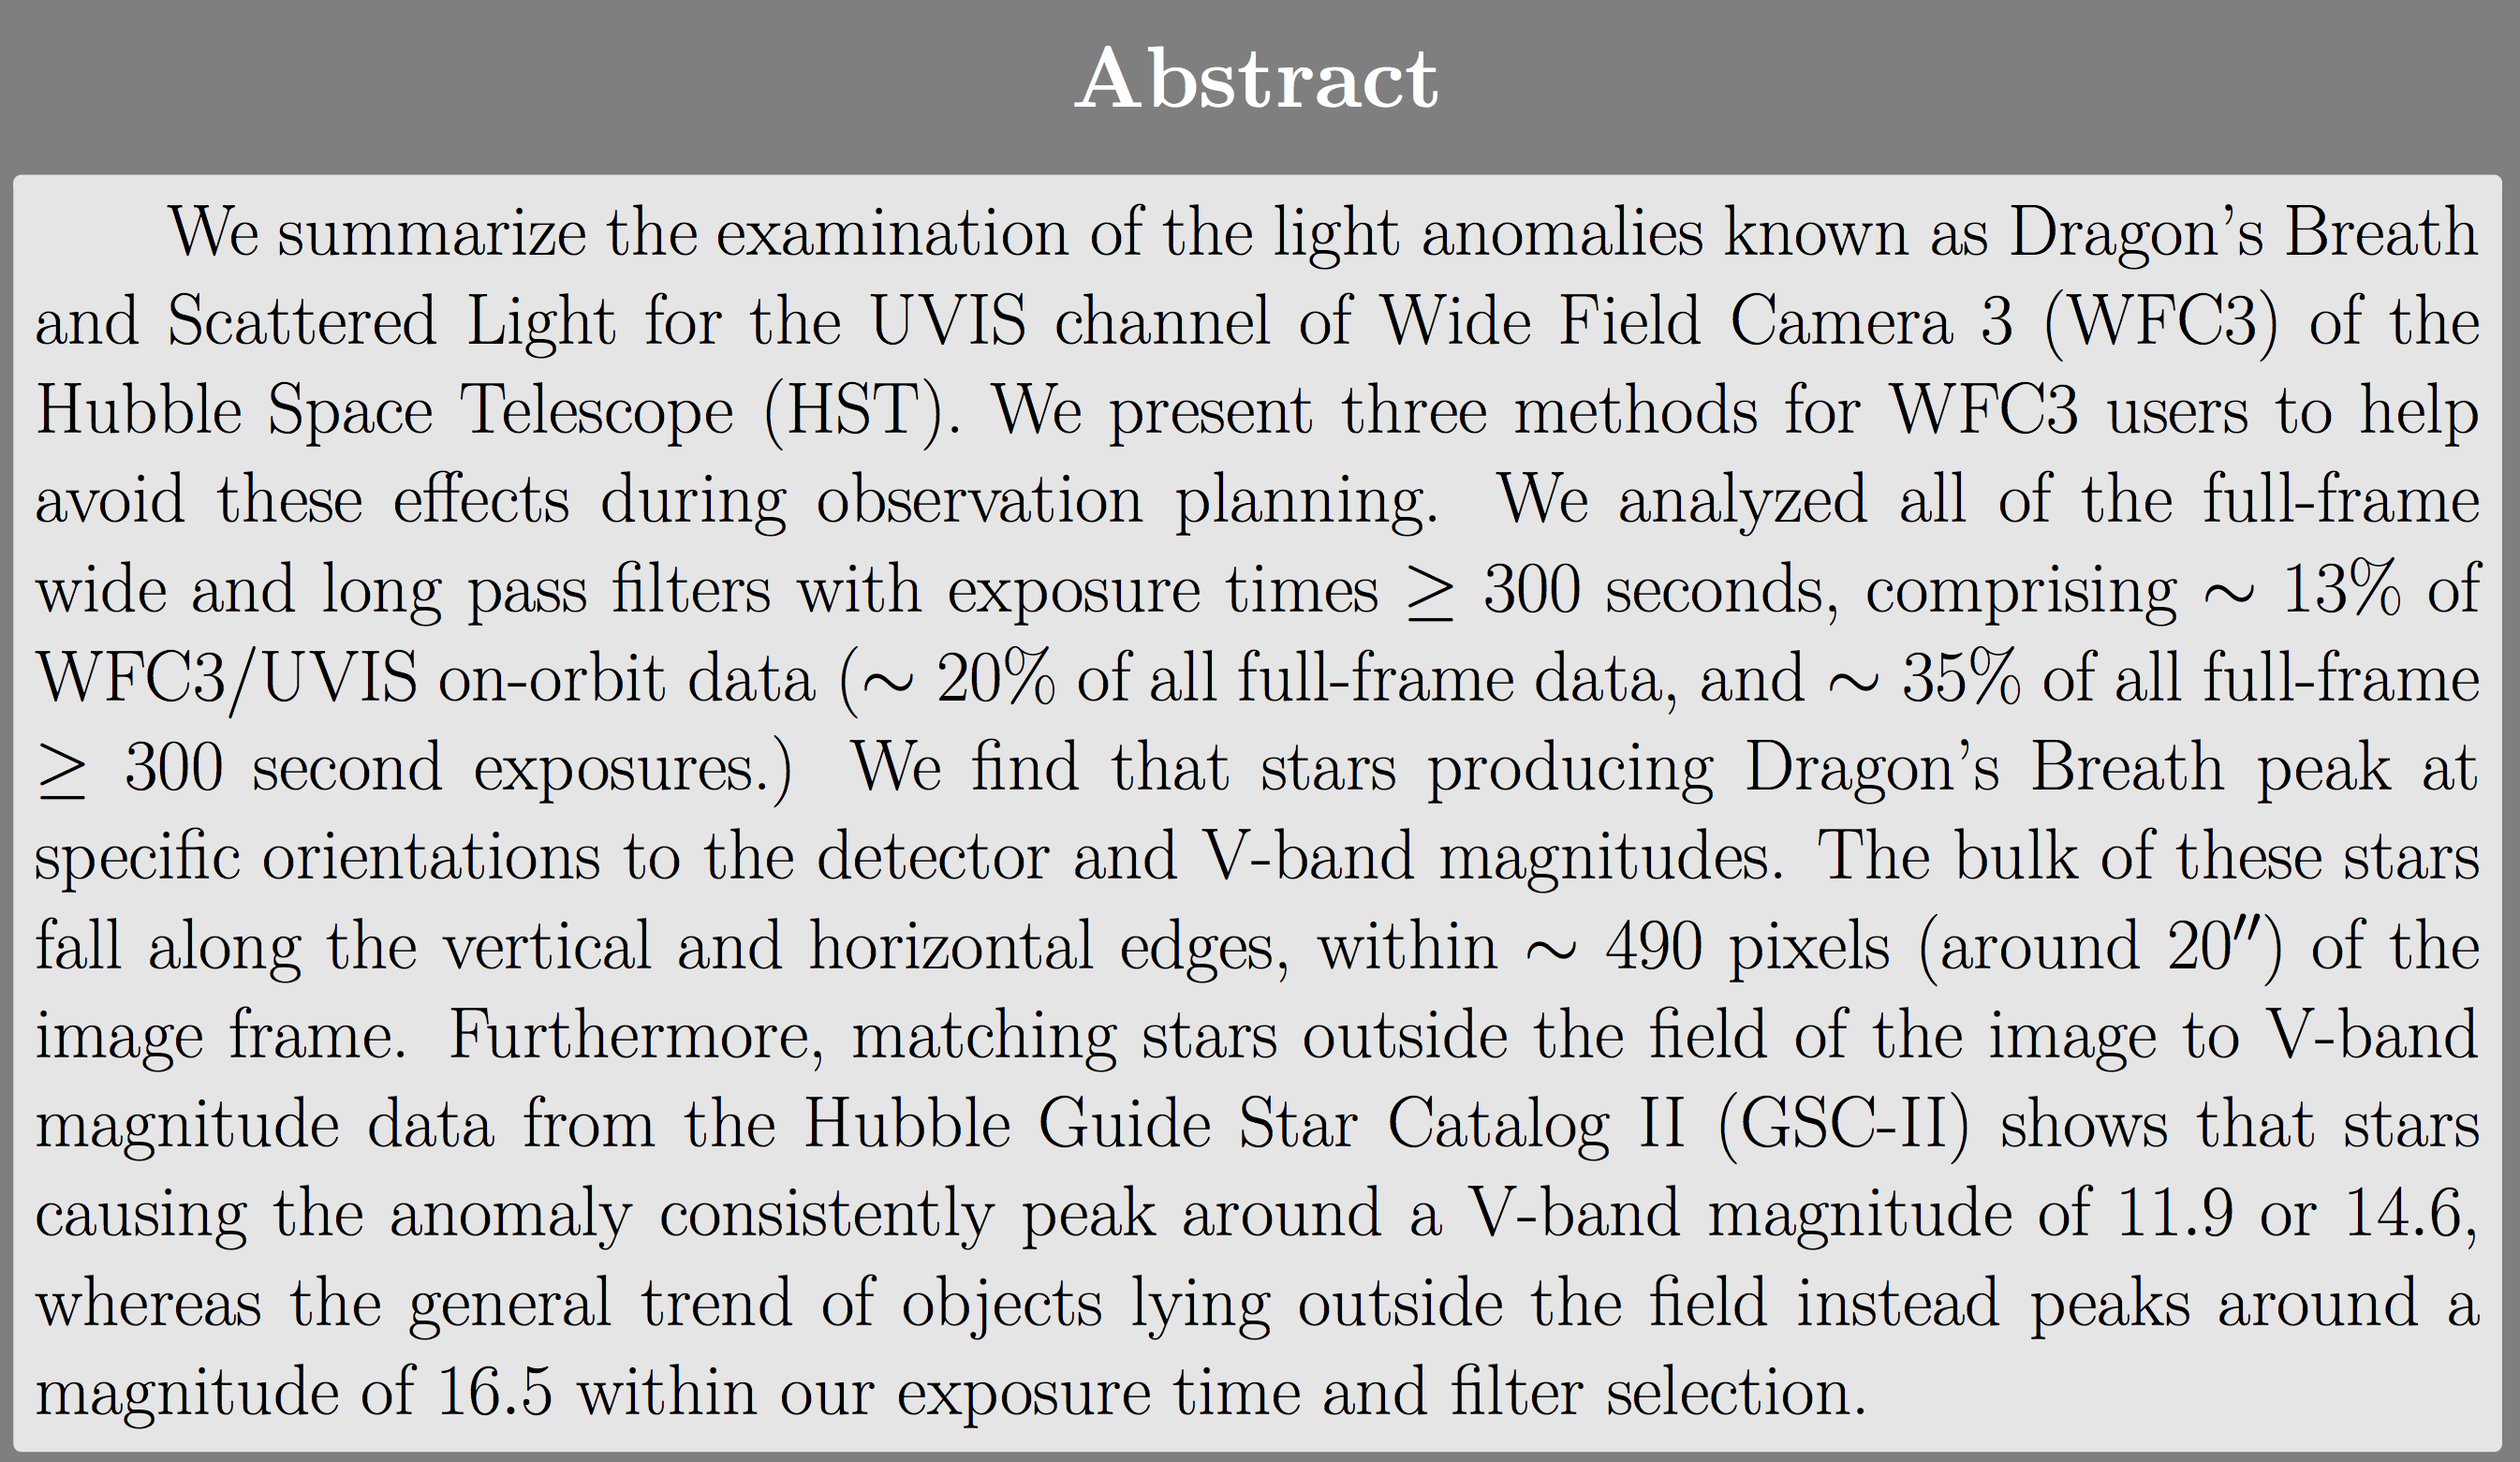 Abstract
We summarize the examination of the light anomalies known as Dragon’s Breath
and Scattered Light for the UVIS channel of Wide Field Camera 3 (WFC3) of the
Hubble Space Telescope (HST). We present three methods for WFC3 users to help
avoid these effects during observation planning. We analyzed all of the full-frame
wide and long pass filters with exposure times ≥ 300 seconds, comprising ∼ 13% of
WFC3/UVIS on-orbit data (∼ 20% of all full-frame data, and ∼ 35% of all full-frame
≥ 300 second exposures.) We find that stars producing Dragon’s Breath peak at
specific orientations to the detector and V-band magnitudes. The bulk of these stars
fall along the vertical and horizontal edges, within ∼ 490 pixels (around 20″) of the
image frame. Furthermore, matching stars outside the field of the image to V-band
magnitude data from the Hubble Guide Star Catalog II (GSC-II) shows that stars
causing the anomaly consistently peak around a V-band magnitude of 11.9 or 14.6,
whereas the general trend of objects lying outside the field instead peaks around a
magnitude of 16.5 within our exposure time and filter selection.